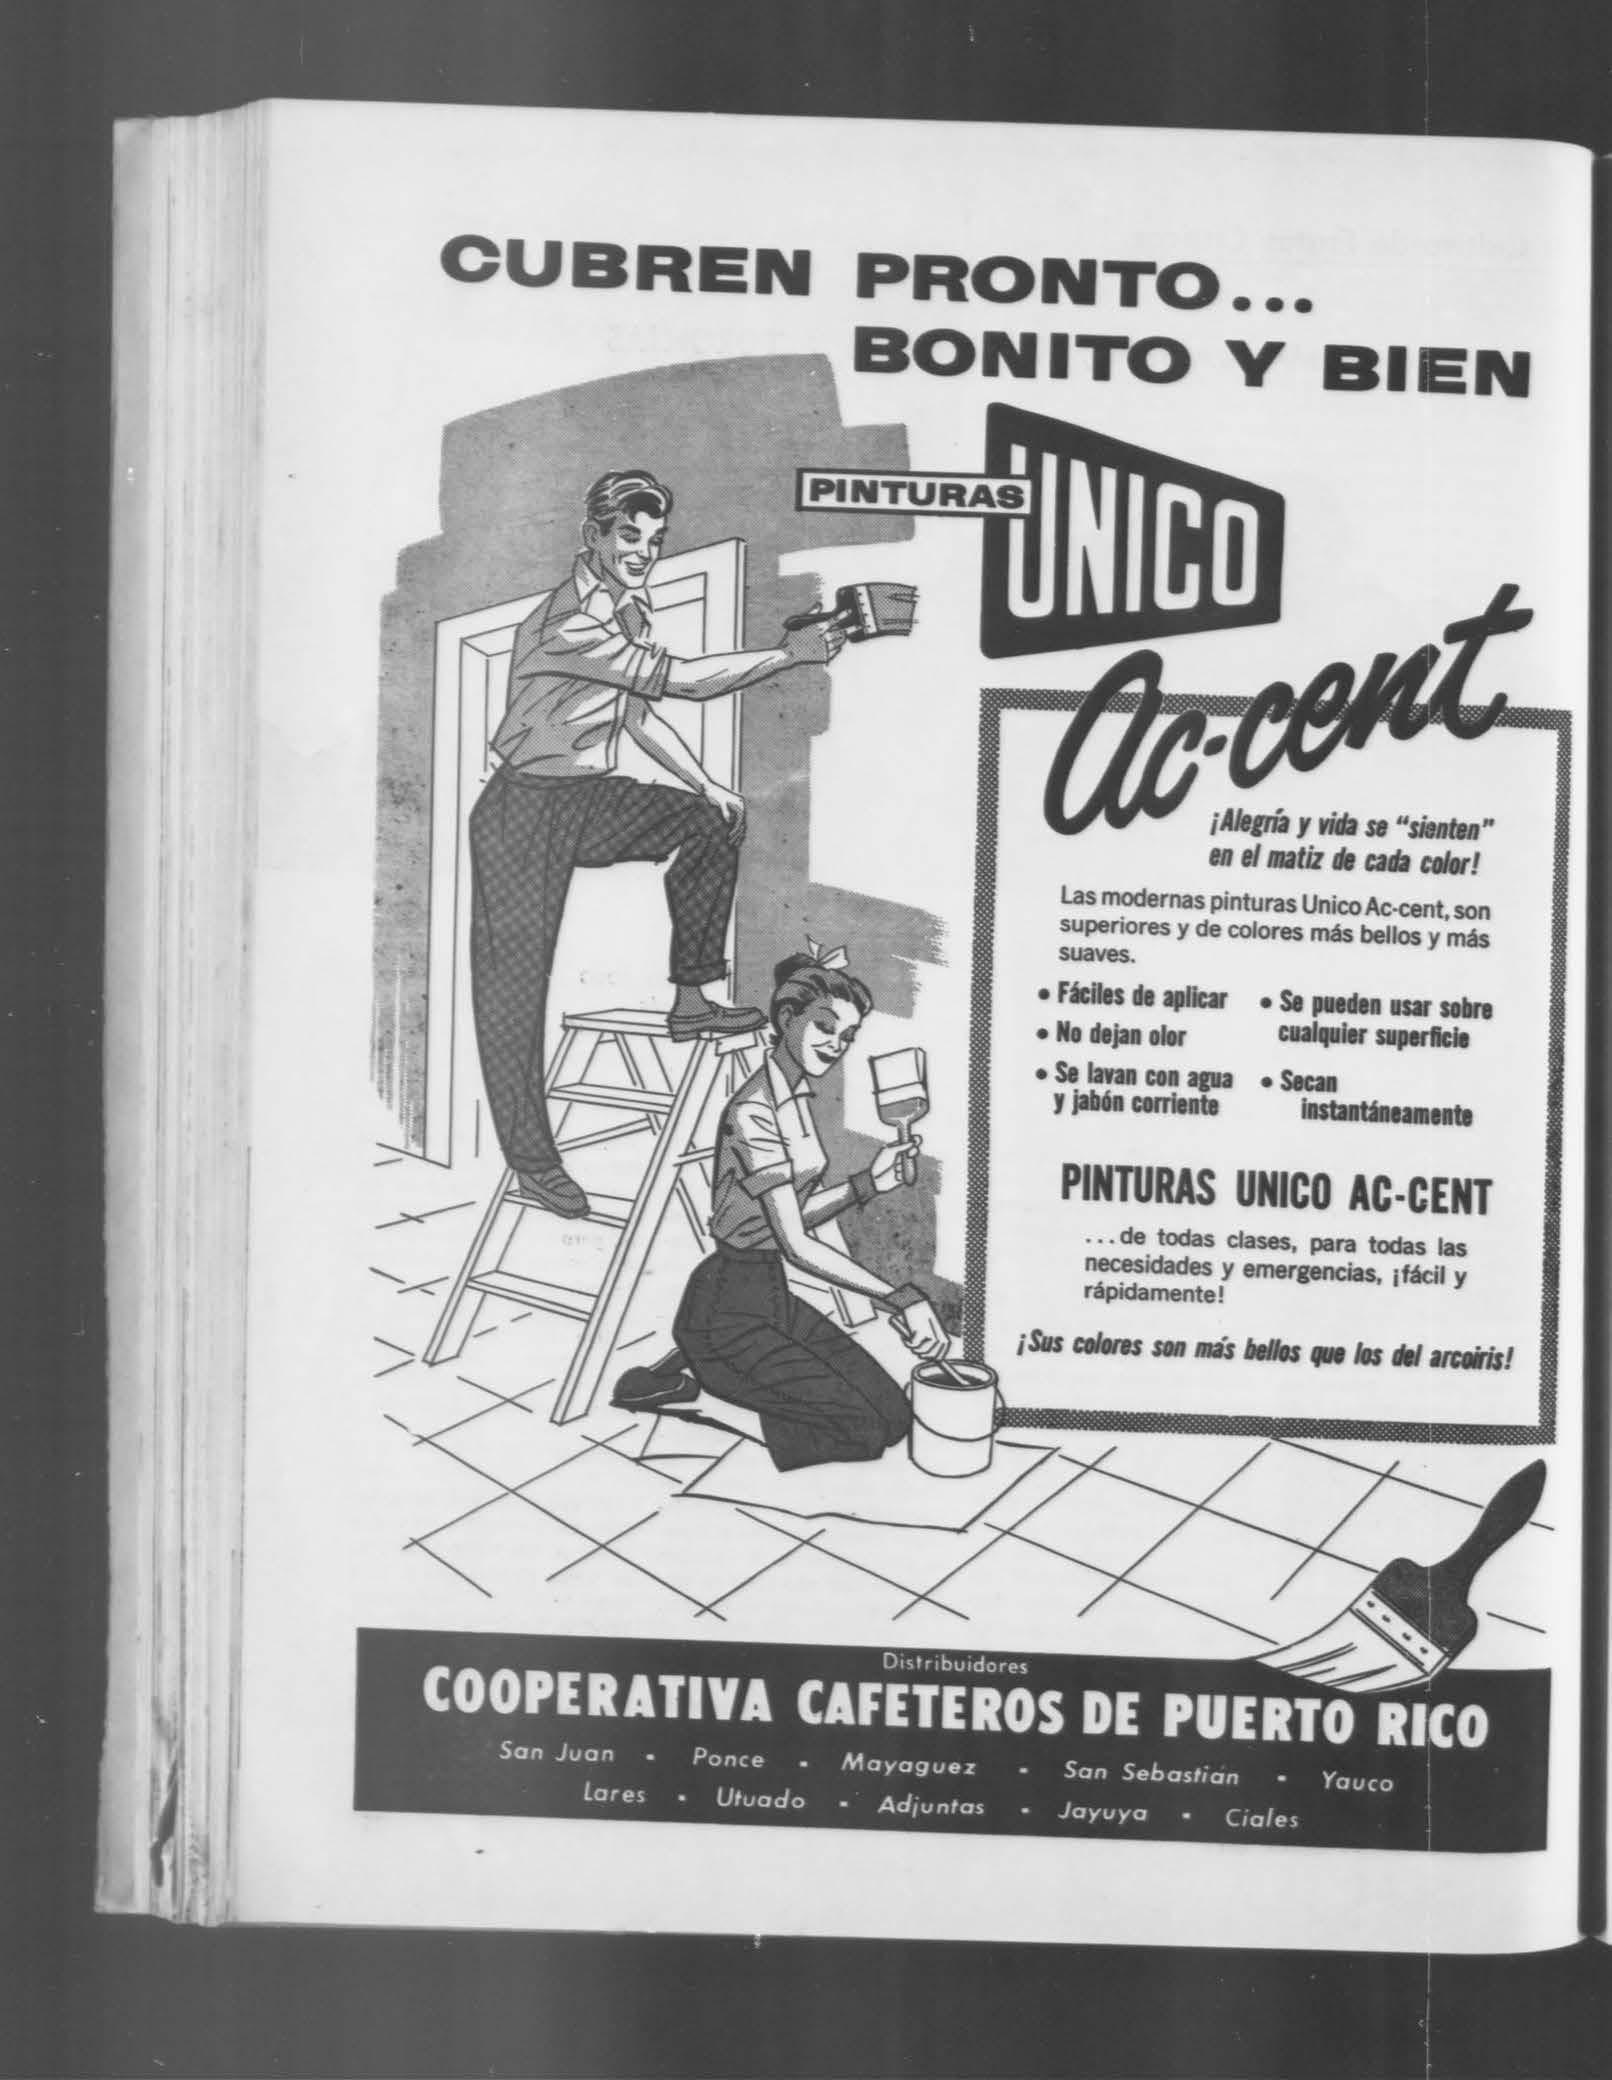 CUBREN PRONTO...
BONITO Y BIEN
PINTURAS
UNICO
Ac-cent
¡Alegría y vida se "sienten"
en el matiz de cada color!
Las modernas pinturas Unico Ac-cent, son
superiores y de colores más bellos y más
suaves.
• Fáciles de aplicar
• No dejan olor
• Se lavan con agua
y jabón corriente
• Se pueden usar sobre
cualquier superficie
• Secan
instantáneamente
PINTURAS UNICO AC-CENT
...de todas clases, para todas las
necesidades y emergencias, ¡fácil y
rápidamente!
¡Sus colores son más bellos que los del arcoiris!
Distribuidores
COOPERATIVA CAFETEROS DE PUERTO RICO
San Juan - Ponce - Mayaguez - San Sebastián - Yauco
Lares - Utuado - Adjuntas - Jayuya - Ciales